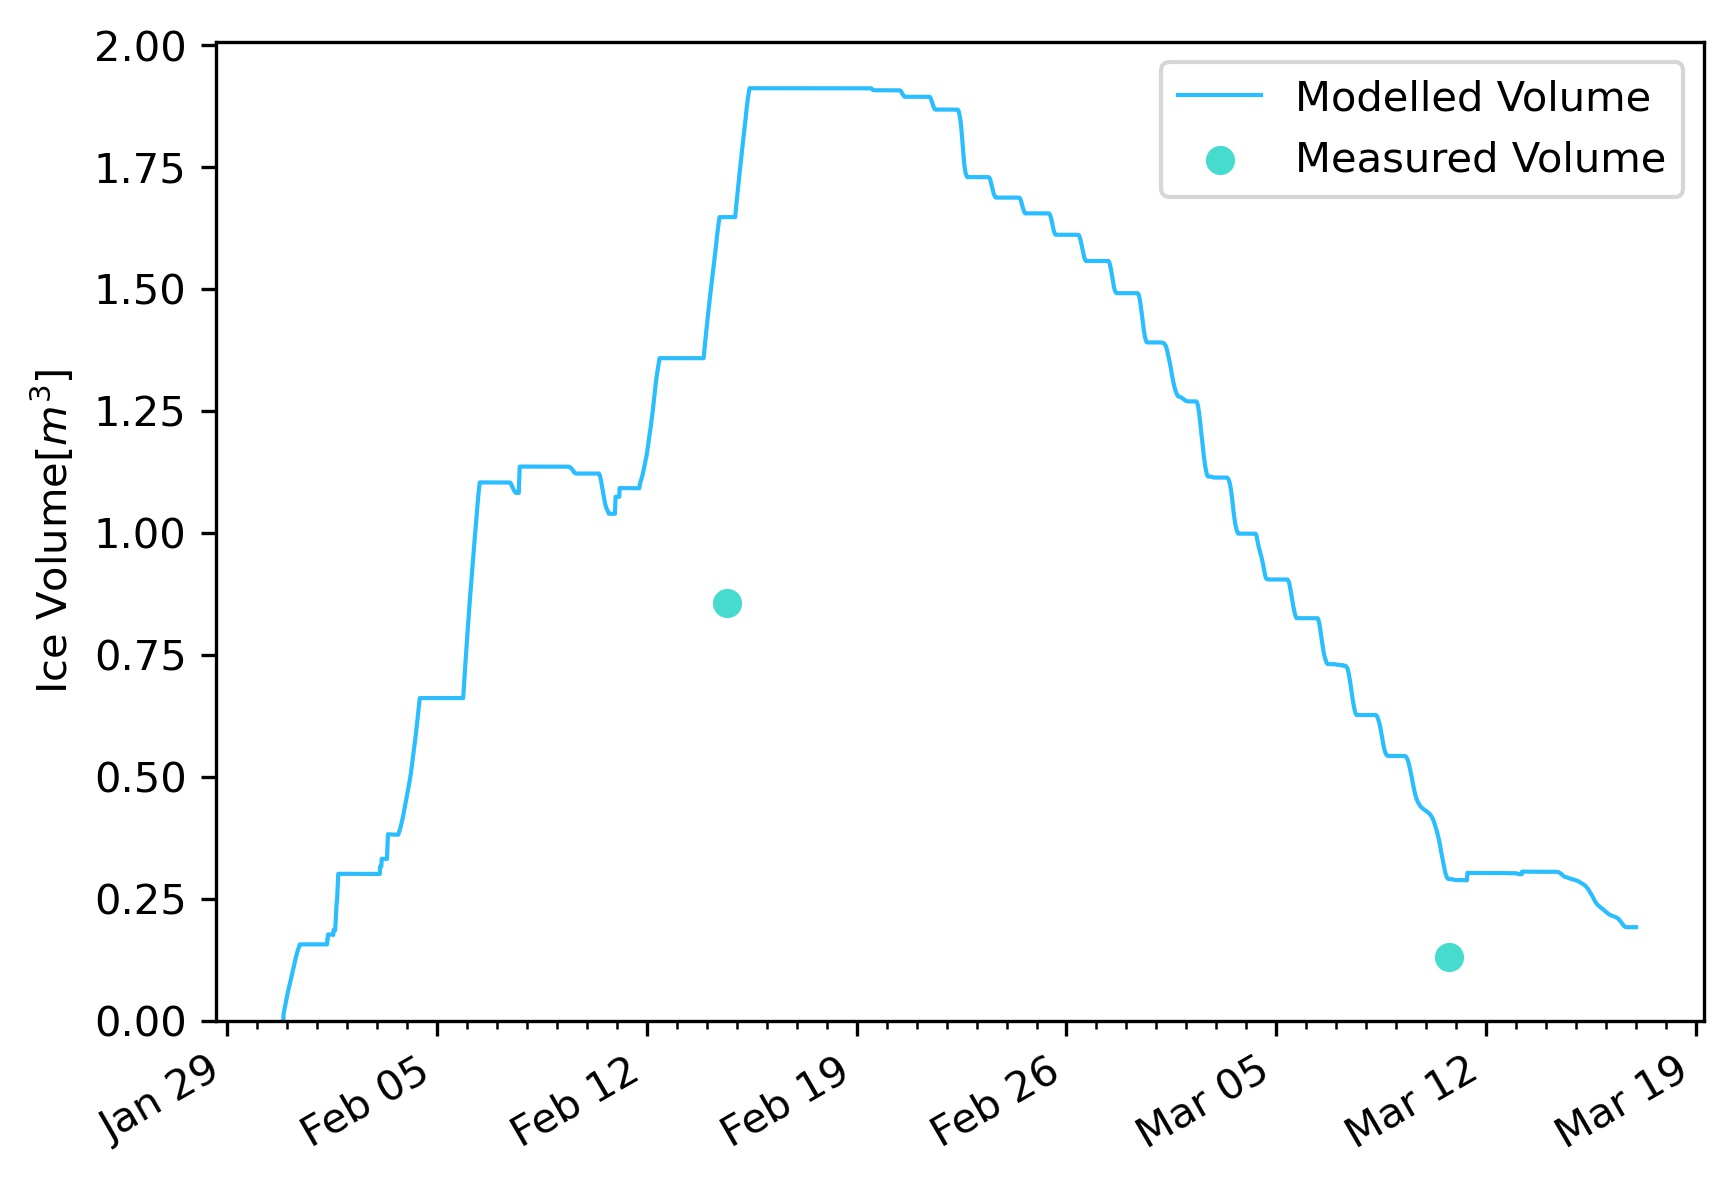 2.00
1.75
1.50
1.25
1.00
0.75
0.50
0.25
0.00
Ice Volume[m³]
Modelled Volume
Measured Volume
Jan 29
Feb 05
Feb 12
Feb 19
Feb 26
Mar 05
Mar 12
Mar 19